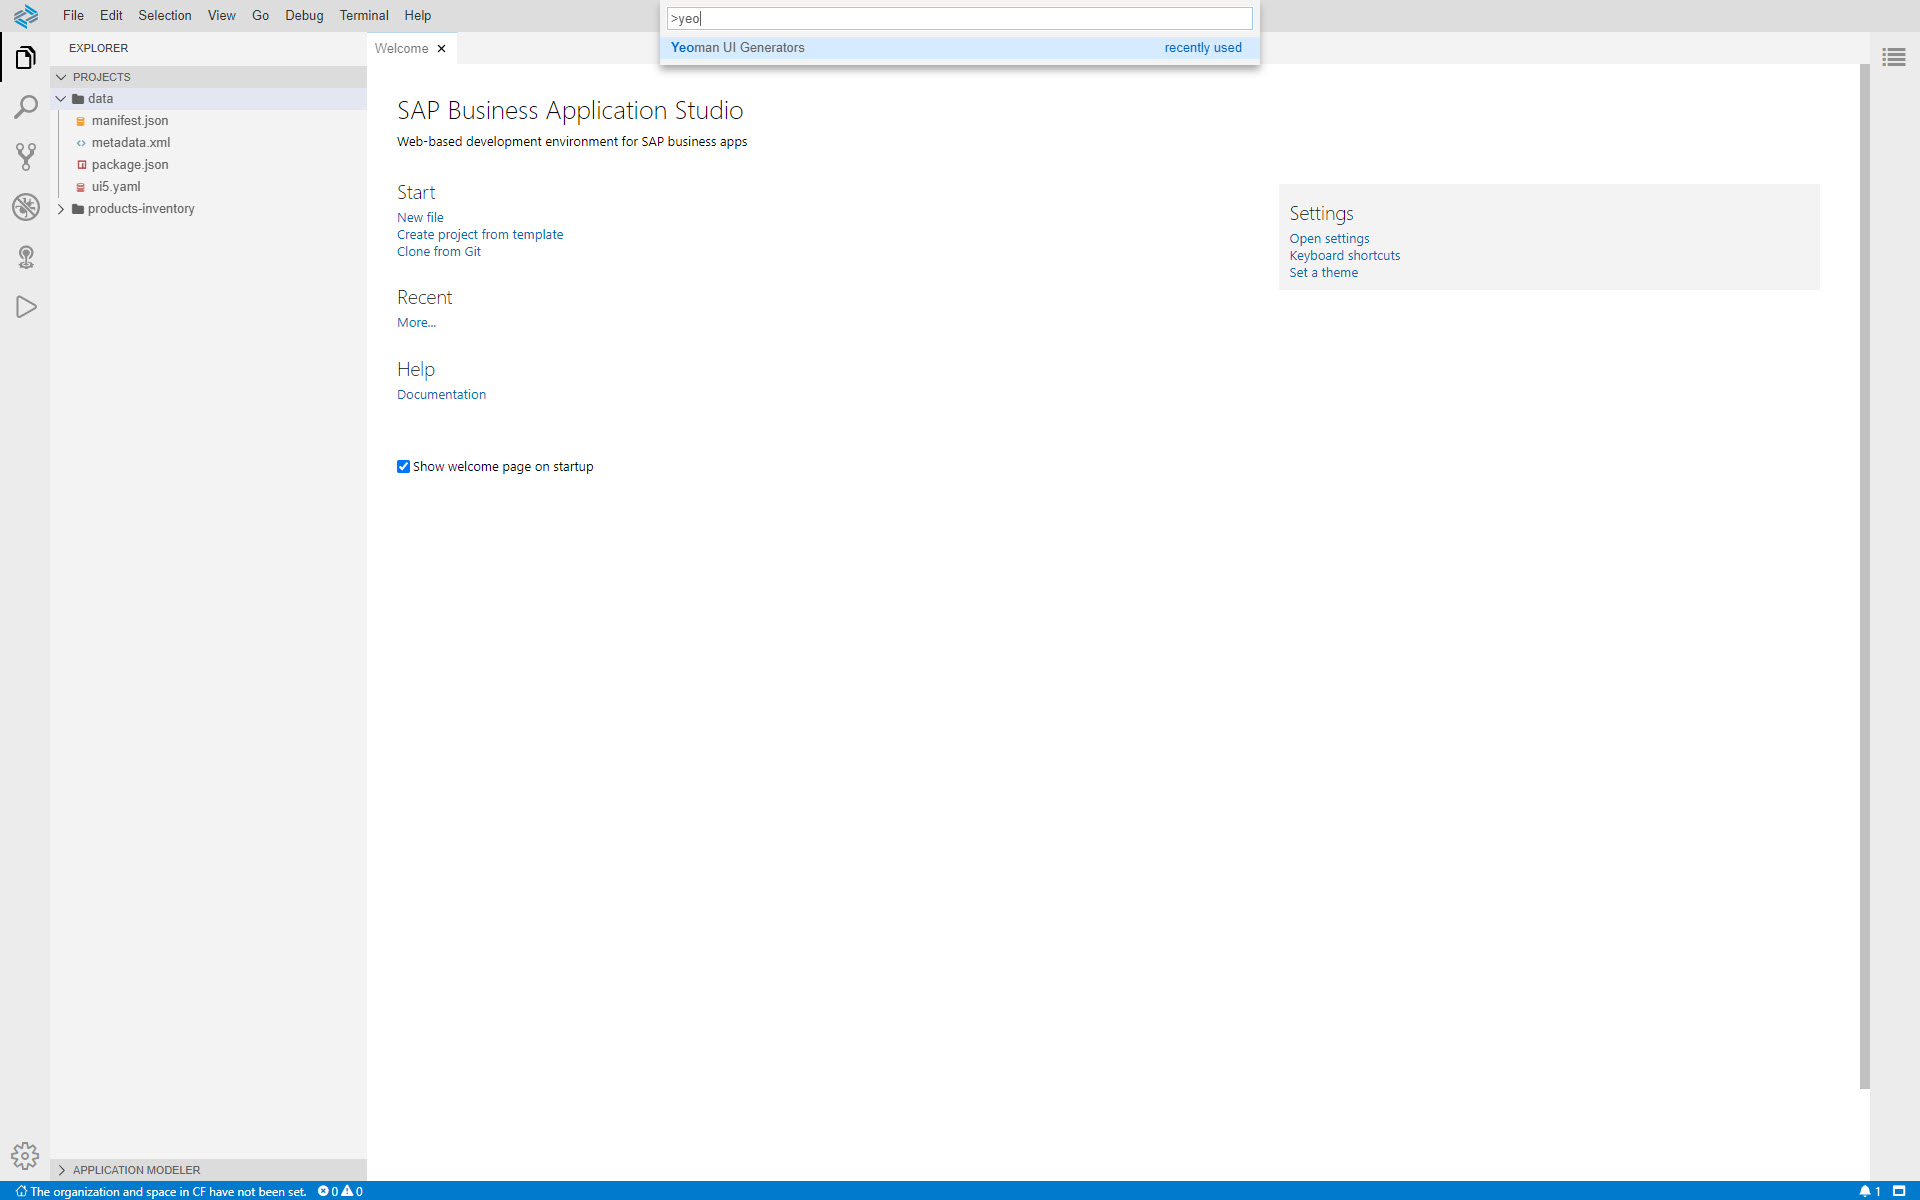 File Edit Selection View Go Debug Terminal Help
>yeo
Yeoman UI Generators recently used
EXPLORER
PROJECTS
data
manifest.json
metadata.xml
package.json
ui5.yaml
products-inventory
APPLICATION MODELER
Welcome
SAP Business Application Studio
Web-based development environment for SAP business apps
Start
New file
Create project from template
Clone from Git
Recent
More...
Help
Documentation
Show welcome page on startup
Settings
Open settings
Keyboard shortcuts
Set a theme
The organization and space in CF have not been set. 0 0 1